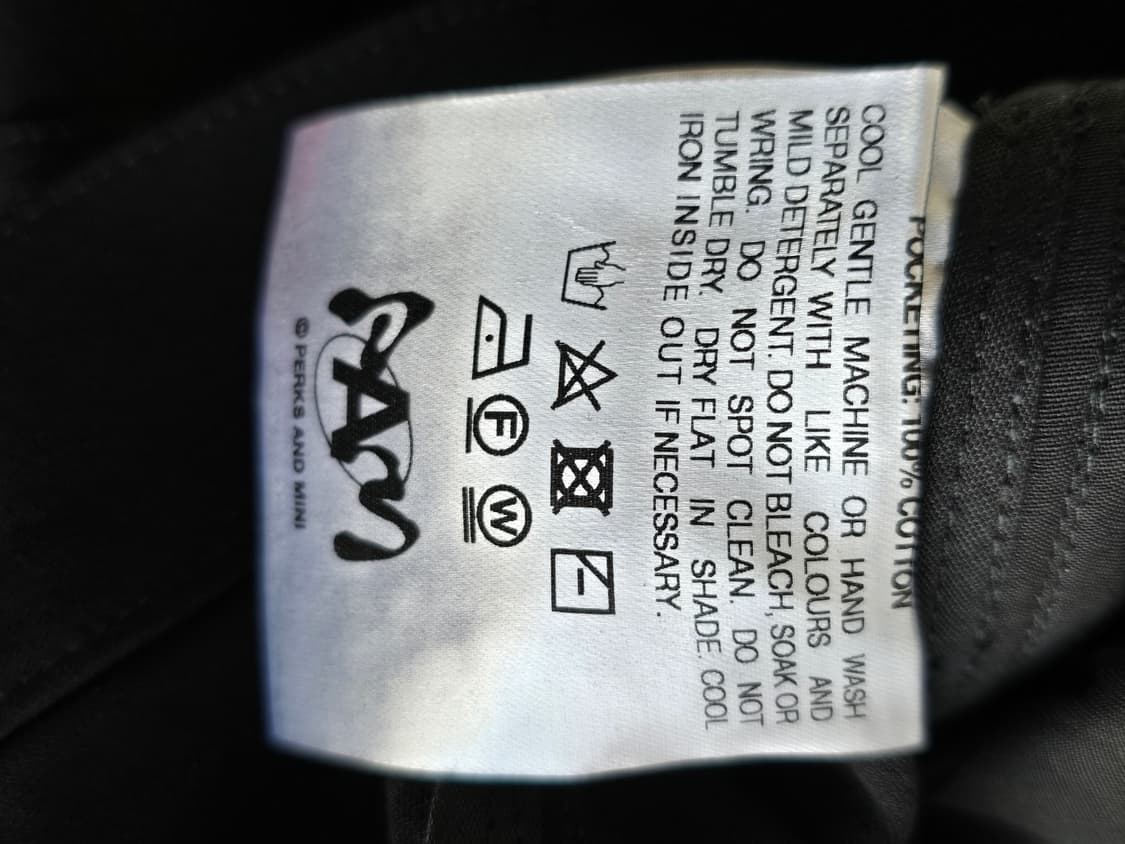 POCKETING: 100% COTTON
COOL GENTLE MACHINE OR HAND WASH
SEPARATELY WITH LIKE COLOURS AND
MILD DETERGENT. DO NOT BLEACH, SOAK OR
WRING. DO NOT SPOT CLEAN. DO NOT
TUMBLE DRY. DRY FLAT IN SHADE. COOL
IRON INSIDE OUT IF NECESSARY.
F W
PAM
© PERKS AND MINI